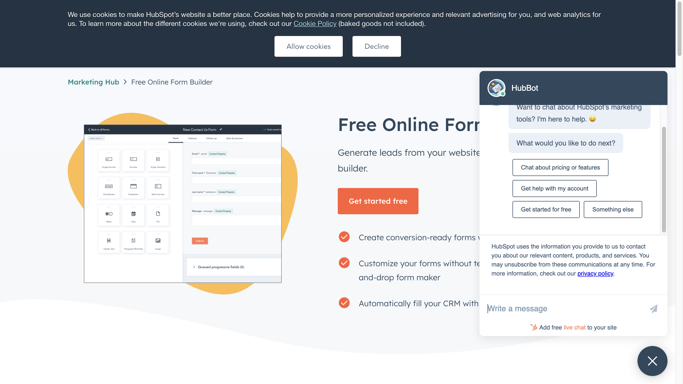 We use cookies to make HubSpot's website a better place. Cookies help to provide a more personalized experience and relevant advertising for you, and web analytics for
us. To learn more about the different cookies we're using, check out our Cookie Policy (baked goods not included).
Allow cookies
Decline
Marketing Hub > Free Online Form Builder
HubBot
Want to chat about HubSpot's marketing
tools? I'm here to help. 😄
What would you like to do next?
Chat about pricing or features
Get help with my account
Get started for free
Something else
HubSpot uses the information you provide to us to contact
you about our relevant content, products, and services. You
may unsubscribe from these communications at any time. For
more information, check out our privacy policy.
Write a message
Add free live chat to your site
Free Online Form
Generate leads from your website
builder.
Get started free
Create conversion-ready forms
Customize your forms without
and-drop form maker
Automatically fill your CRM with
New Contact Us Form